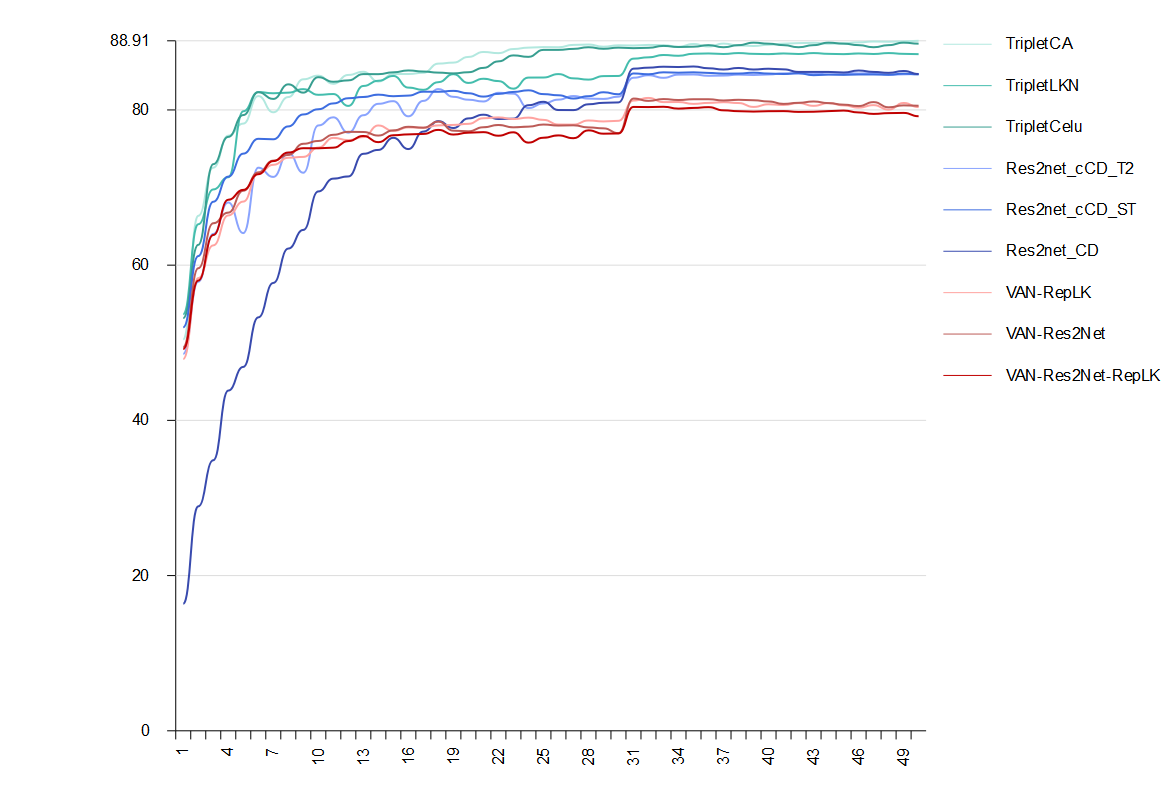 88.91
80
60
40
20
0
1
4
7
10
13
16
19
22
25
28
31
34
37
40
43
46
49
TripletCA
TripletLKN
TripletCelu
Res2net_cCD_T2
Res2net_cCD_ST
Res2net_CD
VAN-RepLK
VAN-Res2Net
VAN-Res2Net-RepLK